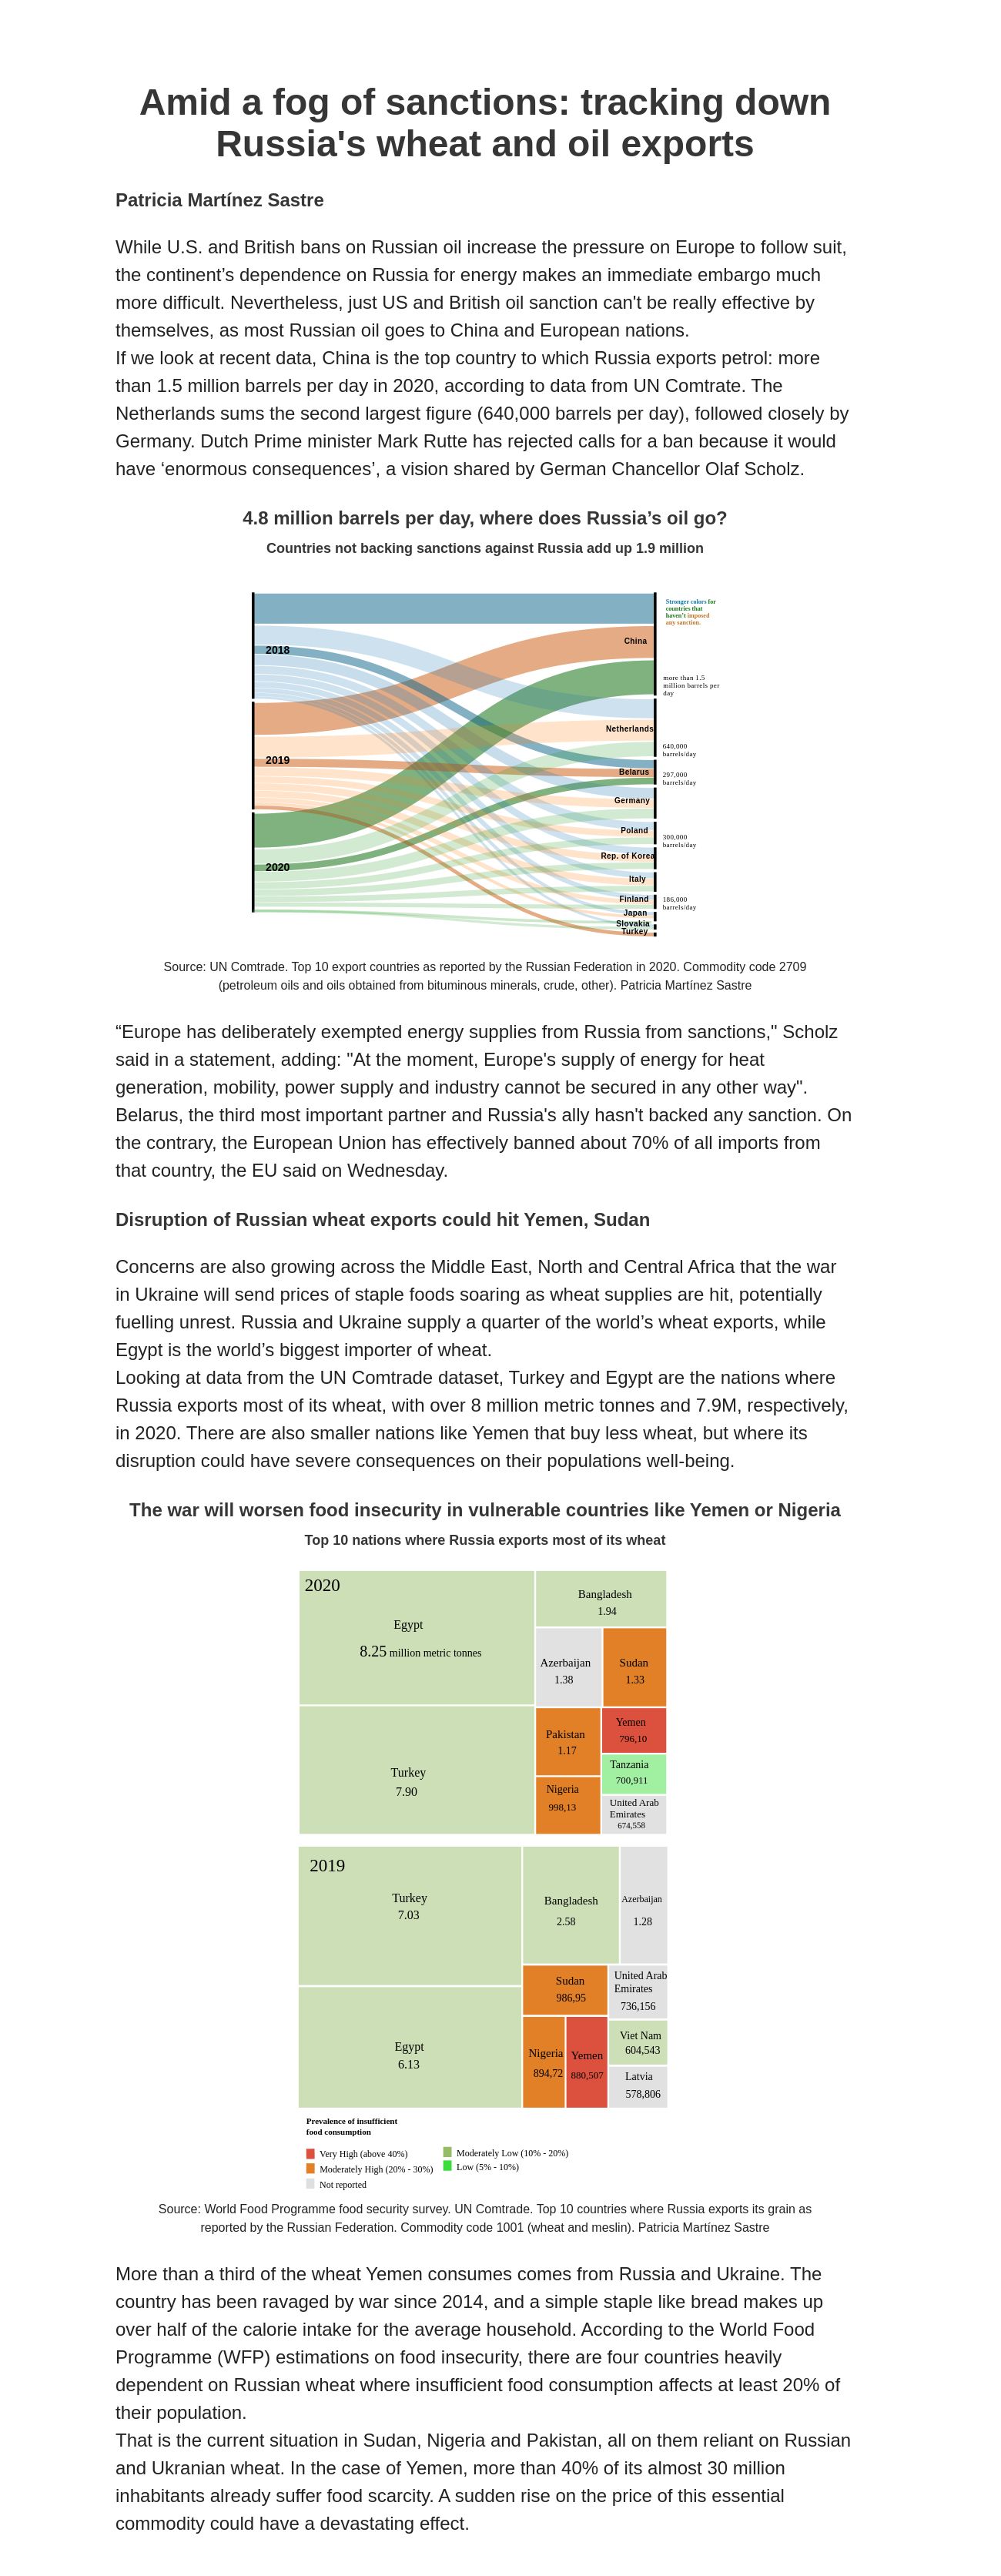 Amid a fog of sanctions: tracking down
Russia's wheat and oil exports
Patricia Martínez Sastre
While U.S. and British bans on Russian oil increase the pressure on Europe to follow suit,
the continent’s dependence on Russia for energy makes an immediate embargo much
more difficult. Nevertheless, just US and British oil sanction can't be really effective by
themselves, as most Russian oil goes to China and European nations.
If we look at recent data, China is the top country to which Russia exports petrol: more
than 1.5 million barrels per day in 2020, according to data from UN Comtrate. The
Netherlands sums the second largest figure (640,000 barrels per day), followed closely by
Germany. Dutch Prime minister Mark Rutte has rejected calls for a ban because it would
have ‘enormous consequences’, a vision shared by German Chancellor Olaf Scholz.
4.8 million barrels per day, where does Russia’s oil go?
Countries not backing sanctions against Russia add up 1.9 million
Stronger colors for
countries that
haven't imposed
any sanction.
China
2018
more than 1.5
million barrels per
day
Netherlands
640,000
barrels/day
2019
Belarus
297,000
barrels/day
Germany
Poland
300,000
barrels/day
Rep. of Korea
2020
Italy
Finland
186,000
barrels/day
Japan
Slovakia
Turkey
Source: UN Comtrade. Top 10 export countries as reported by the Russian Federation in 2020. Commodity code 2709
(petroleum oils and oils obtained from bituminous minerals, crude, other). Patricia Martínez Sastre
“Europe has deliberately exempted energy supplies from Russia from sanctions," Scholz
said in a statement, adding: "At the moment, Europe's supply of energy for heat
generation, mobility, power supply and industry cannot be secured in any other way".
Belarus, the third most important partner and Russia's ally hasn't backed any sanction. On
the contrary, the European Union has effectively banned about 70% of all imports from
that country, the EU said on Wednesday.
Disruption of Russian wheat exports could hit Yemen, Sudan
Concerns are also growing across the Middle East, North and Central Africa that the war
in Ukraine will send prices of staple foods soaring as wheat supplies are hit, potentially
fuelling unrest. Russia and Ukraine supply a quarter of the world’s wheat exports, while
Egypt is the world’s biggest importer of wheat.
Looking at data from the UN Comtrade dataset, Turkey and Egypt are the nations where
Russia exports most of its wheat, with over 8 million metric tonnes and 7.9M, respectively,
in 2020. There are also smaller nations like Yemen that buy less wheat, but where its
disruption could have severe consequences on their populations well-being.
The war will worsen food insecurity in vulnerable countries like Yemen or Nigeria
Top 10 nations where Russia exports most of its wheat
2020
Egypt
8.25 million metric tonnes
Turkey
7.90
Bangladesh
1.94
Azerbaijan
1.38
Sudan
1.33
Pakistan
1.17
Nigeria
998,13
Yemen
796,10
Tanzania
700,911
United Arab
Emirates
674,558
2019
Turkey
7.03
Egypt
6.13
Bangladesh
2.58
Azerbaijan
1.28
Sudan
986,95
Nigeria
894,72
Yemen
880,507
United Arab
Emirates
736,156
Viet Nam
604,543
Latvia
578,806
Prevalence of insufficient
food consumption
Very High (above 40%)
Moderately High (20% - 30%)
Not reported
Moderately Low (10% - 20%)
Low (5% - 10%)
Source: World Food Programme food security survey. UN Comtrade. Top 10 countries where Russia exports its grain as
reported by the Russian Federation. Commodity code 1001 (wheat and meslin). Patricia Martínez Sastre
More than a third of the wheat Yemen consumes comes from Russia and Ukraine. The
country has been ravaged by war since 2014, and a simple staple like bread makes up
over half of the calorie intake for the average household. According to the World Food
Programme (WFP) estimations on food insecurity, there are four countries heavily
dependent on Russian wheat where insufficient food consumption affects at least 20% of
their population.
That is the current situation in Sudan, Nigeria and Pakistan, all on them reliant on Russian
and Ukranian wheat. In the case of Yemen, more than 40% of its almost 30 million
inhabitants already suffer food scarcity. A sudden rise on the price of this essential
commodity could have a devastating effect.